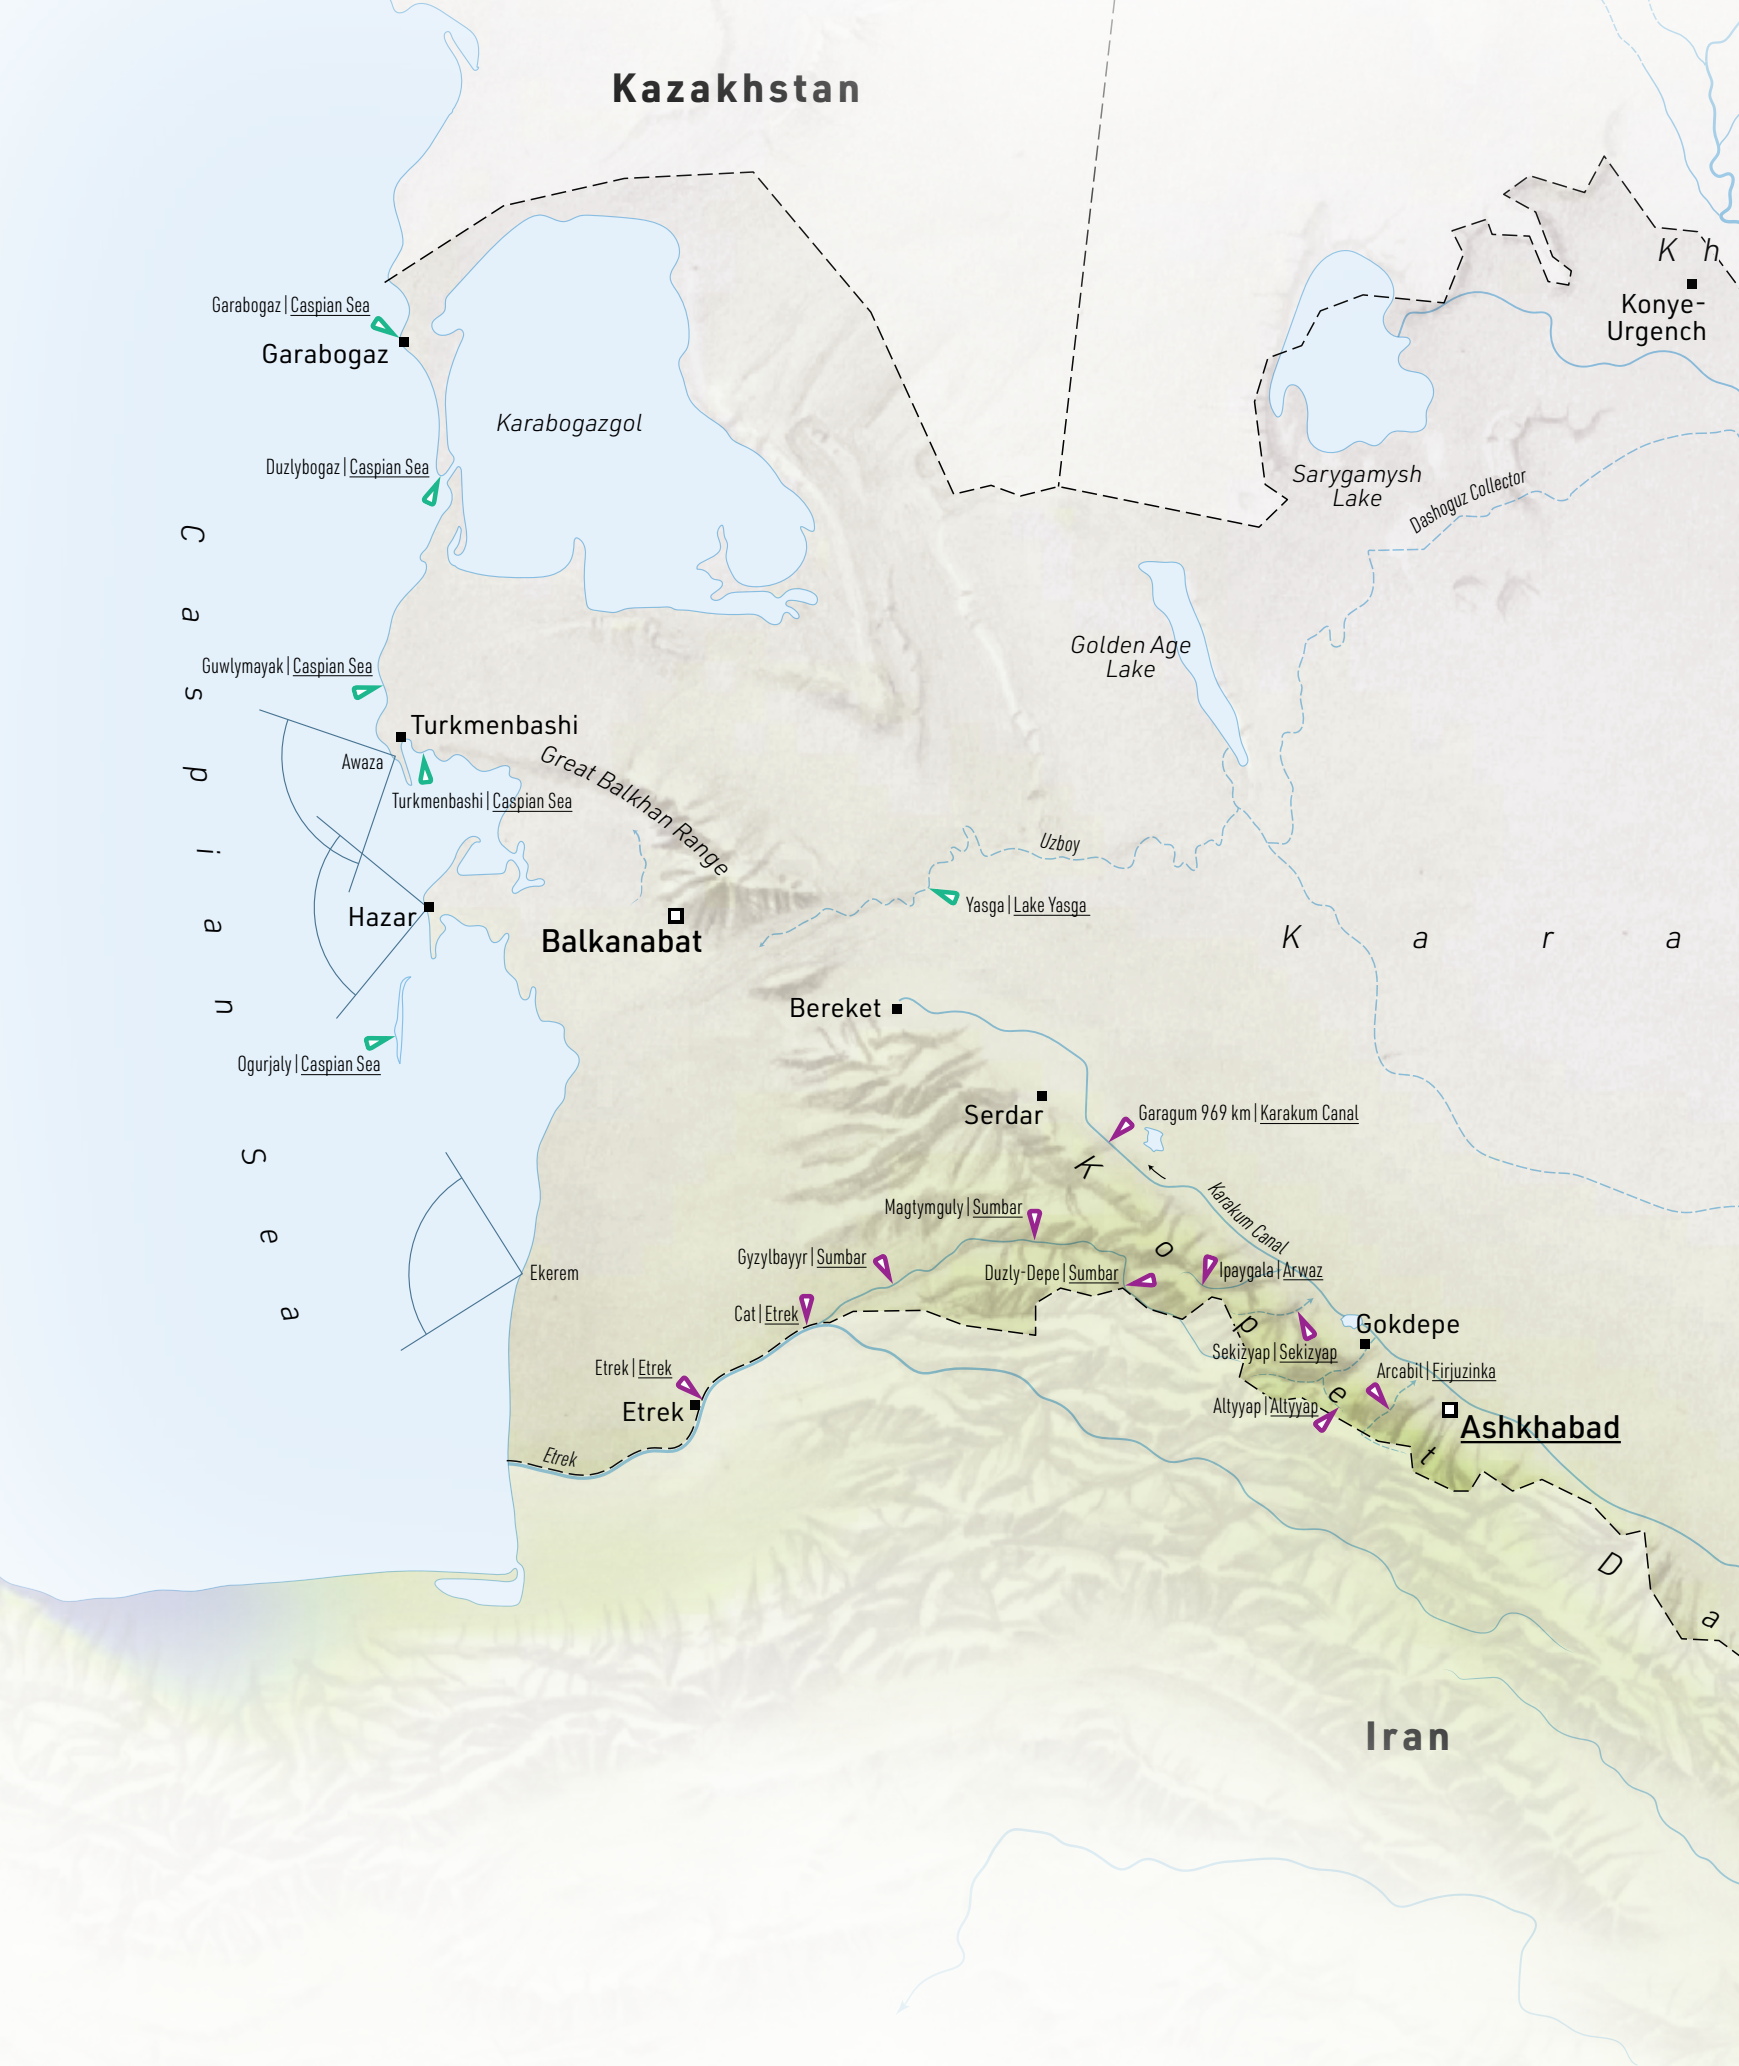 Kazakhstan
K h
Konye-
Urgench
Garabogaz | Caspian Sea
Garabogaz
Karabogazgol
Duzlybogaz | Caspian Sea
Sarygamysh
Lake
Dashoguz Collector
Caspian Sea
Golden Age
Lake
Guwlymayak | Caspian Sea
Turkmenbashi
Awaza
Great Balkhan Range
Turkmenbashi | Caspian Sea
Uzboy
Yasga | Lake Yasga
Hazar
Balkanabat
K a r a
Bereket
Ogurjaly | Caspian Sea
Serdar
Garagum 969 km | Karakum Canal
Karakum Canal
Magtymguly | Sumbar
Gyzylbayyr | Sumbar
Duzly-Depe | Sumbar
Ipaygala | Arwaz
Ekerem
Cat | Etrek
Gokdepe
Sekizyap | Sekizyap
Etrek | Etrek
Arcabil | Firjuzinka
Etrek
Altyyap | Altyyap
Ashkhabad
Etrek
K o p e t D a
Iran